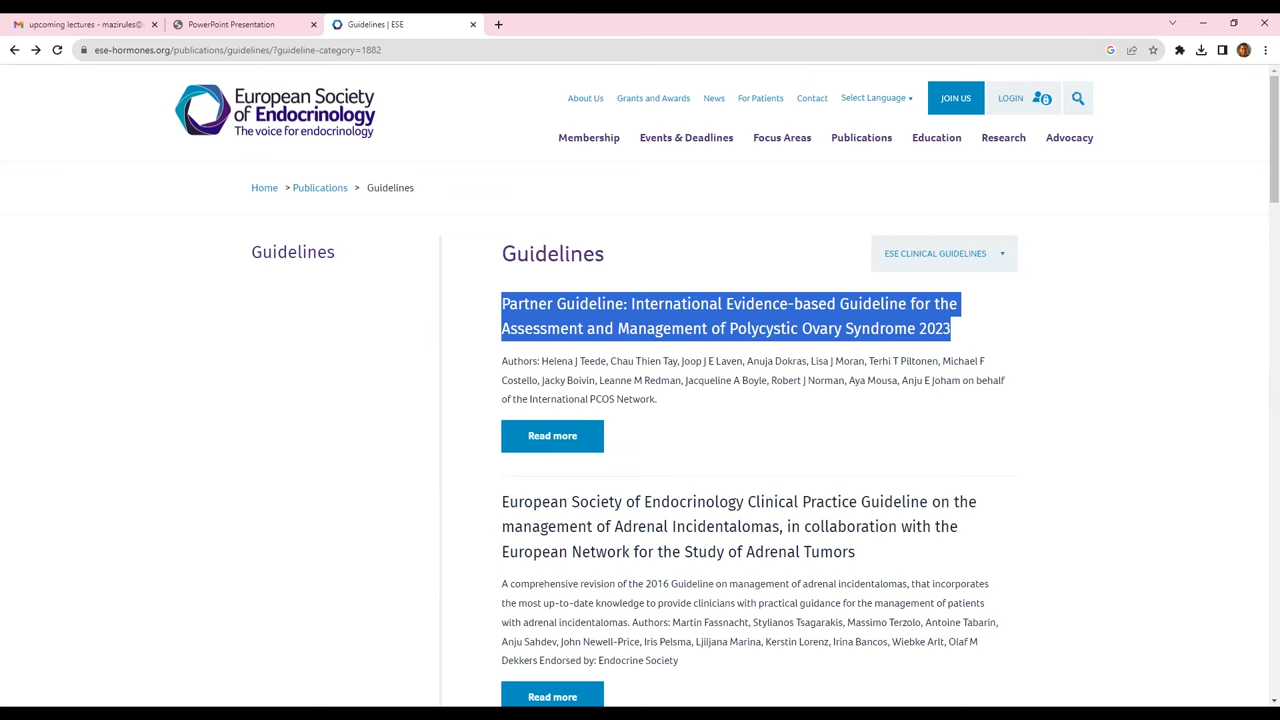 upcoming lectures - mazirules@
PowerPoint Presentation
Guidelines | ESE
ese-hormones.org/publications/guidelines/?guideline-category=1882
European Society
of Endocrinology
The voice for endocrinology
About Us Grants and Awards News For Patients Contact Select Language JOIN US LOGIN
Membership Events & Deadlines Focus Areas Publications Education Research Advocacy
Home > Publications > Guidelines
Guidelines
Guidelines
ESE CLINICAL GUIDELINES
Partner Guideline: International Evidence-based Guideline for the
Assessment and Management of Polycystic Ovary Syndrome 2023
Authors: Helena J Teede, Chau Thien Tay, Joop J E Laven, Anuja Dokras, Lisa J Moran, Terhi T Piltonen, Michael F
Costello, Jacky Boivin, Leanne M Redman, Jacqueline A Boyle, Robert J Norman, Aya Mousa, Anju E Joham on behalf
of the International PCOS Network.
Read more
European Society of Endocrinology Clinical Practice Guideline on the
management of Adrenal Incidentalomas, in collaboration with the
European Network for the Study of Adrenal Tumors
A comprehensive revision of the 2016 Guideline on management of adrenal incidentalomas, that incorporates
the most up-to-date knowledge to provide clinicians with practical guidance for the management of patients
with adrenal incidentalomas. Authors: Martin Fassnacht, Stylianos Tsagarakis, Massimo Terzolo, Antoine Tabarin,
Anju Sahdev, John Newell-Price, Iris Pelsma, Ljiljana Marina, Kerstin Lorenz, Irina Bancos, Wiebke Arlt, Olaf M
Dekkers Endorsed by: Endocrine Society
Read more